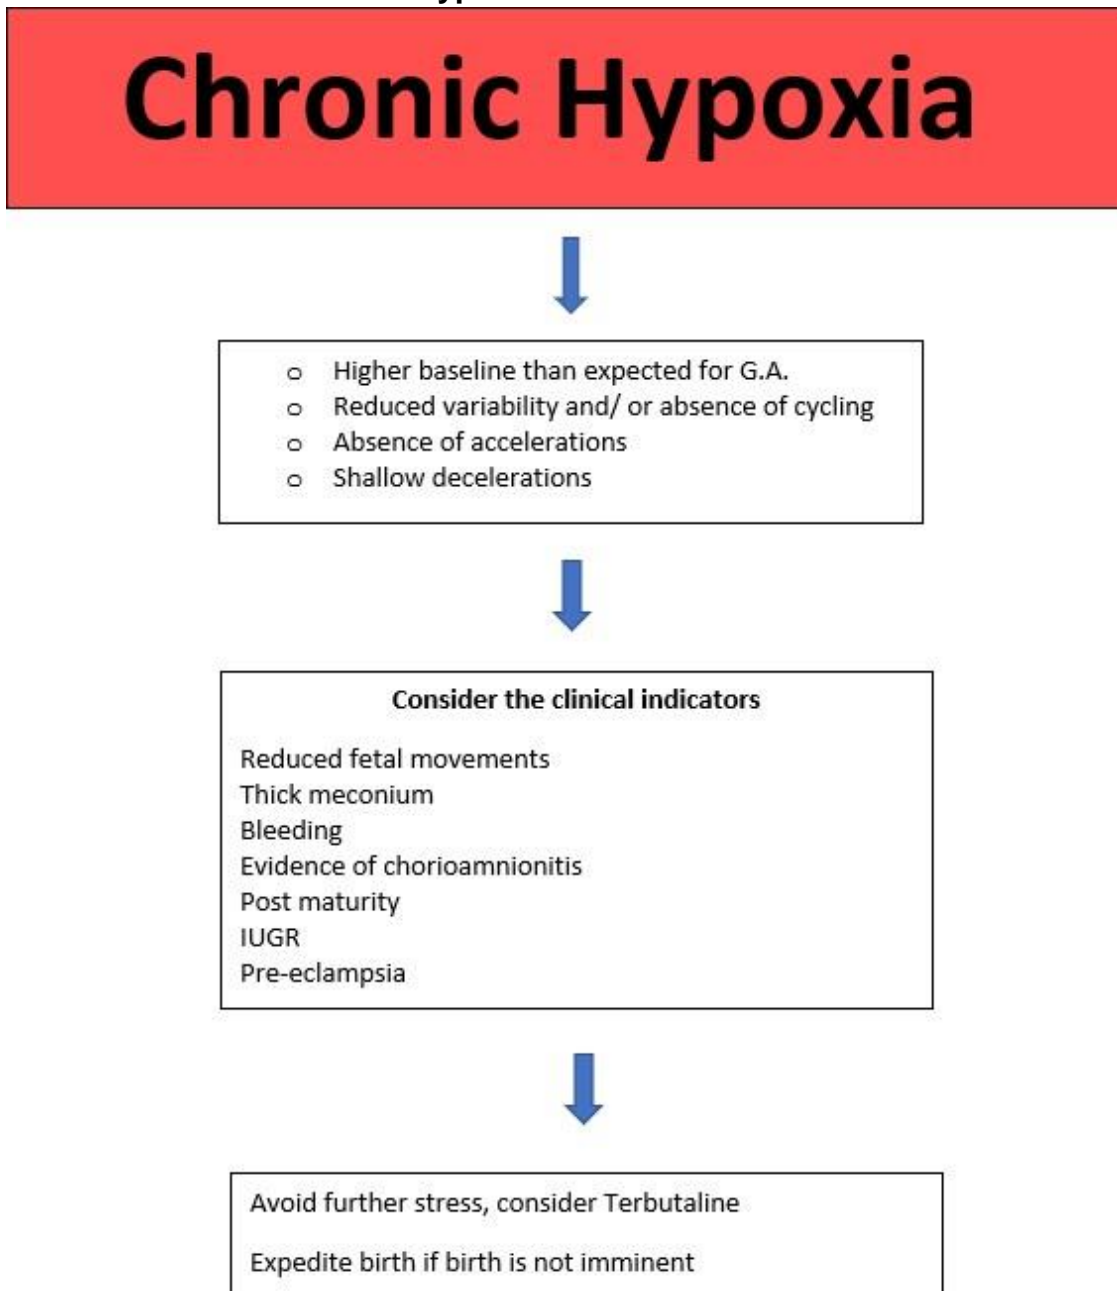 Chronic Hypoxia
o Higher baseline than expected for G.A.
o Reduced variability and/ or absence of cycling
o Absence of accelerations
o Shallow decelerations
Consider the clinical indicators
Reduced fetal movements
Thick meconium
Bleeding
Evidence of chorioamnionitis
Post maturity
IUGR
Pre-eclampsia
Avoid further stress, consider Terbutaline
Expedite birth if birth is not imminent